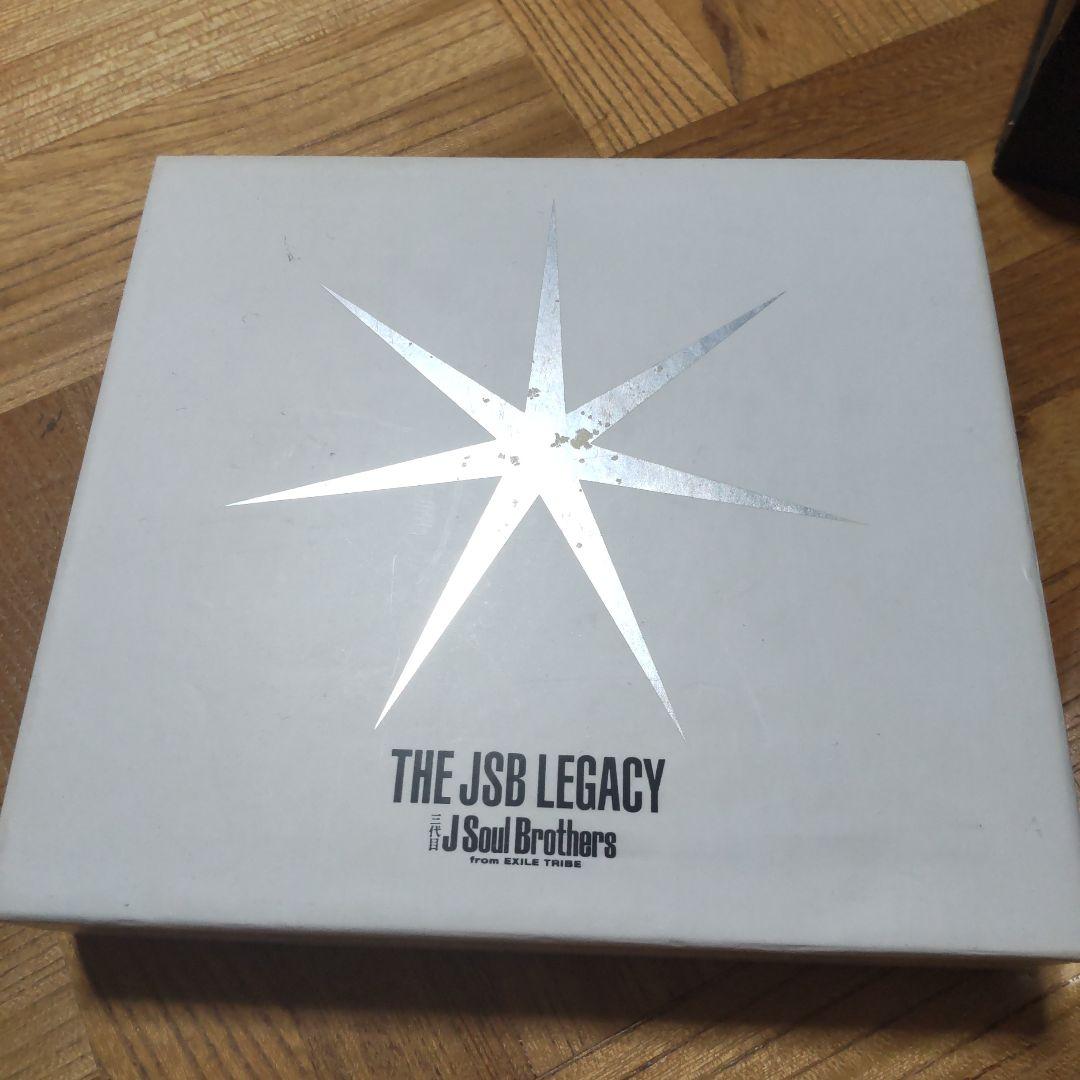 THE JSB LEGACY
三代目 J Soul Brothers
from EXILE TRIBE